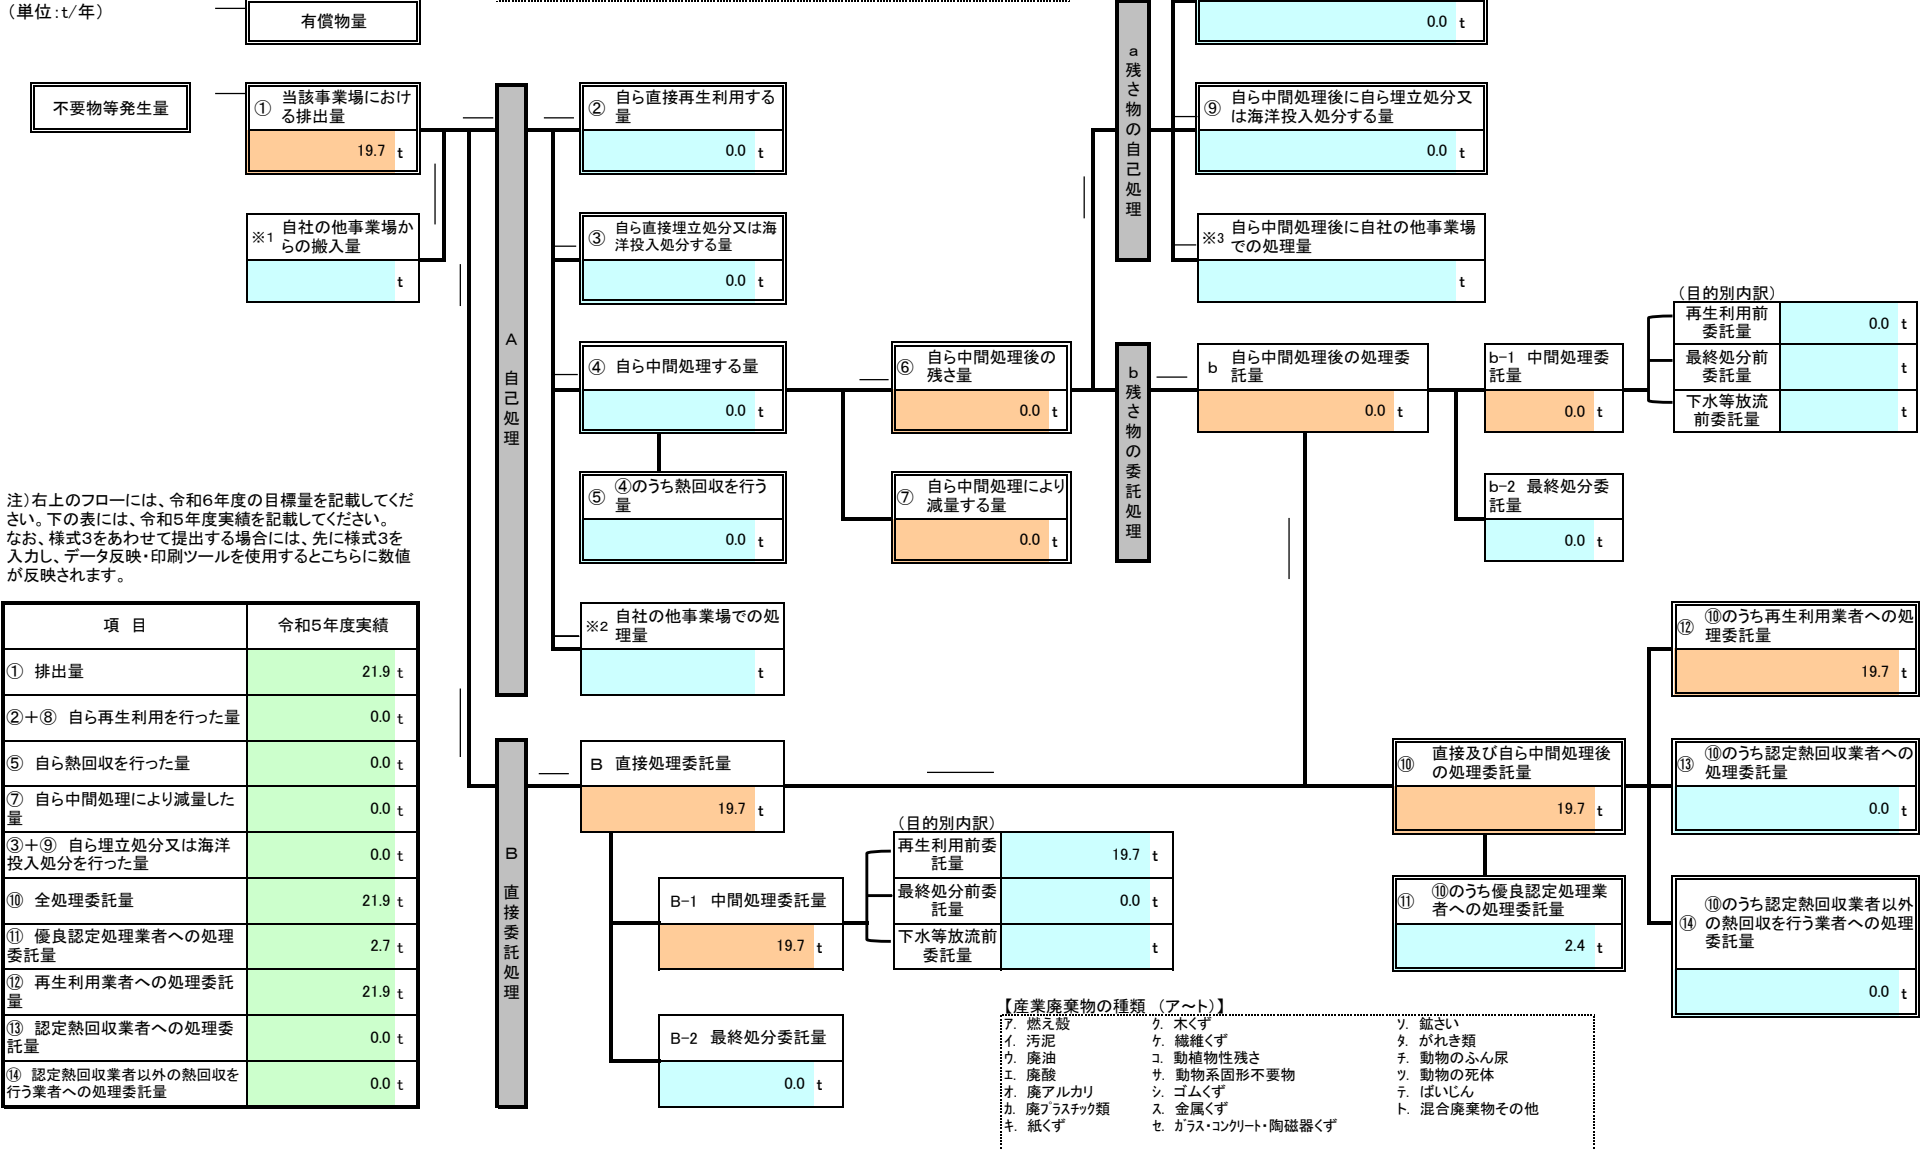 （単位：t/年）
有償物量
0.0 t
不要物等発生量
① 当該事業場におけ
る排出量
19.7 t
※1 自社の他事業場か
らの搬入量
t
A 自己処理
② 自ら直接再生利用する
量
0.0 t
③ 自ら直接埋立処分又は海
洋投入処分する量
0.0 t
④ 自ら中間処理する量
0.0 t
⑤ ④のうち熱回収を行う
量
0.0 t
※2 自社の他事業場での処
理量
t
⑥ 自ら中間処理後の
残さ量
0.0 t
⑦ 自ら中間処理により
減量する量
0.0 t
a 残さ物の自己処理
⑨ 自ら中間処理後に自ら埋立処分又
は海洋投入処分する量
0.0 t
※3 自ら中間処理後に自社の他事業場
での処理量
t
b 残さ物の委託処理
b 自ら中間処理後の処理委
託量
0.0 t
b-1 中間処理委
託量
0.0 t
（目的別内訳）
再生利用前
委託量
0.0 t
最終処分前
委託量
t
下水等放流
前委託量
t
b-2 最終処分委
託量
0.0 t
注）右上のフローには、令和６年度の目標量を記載してくだ
さい。下の表には、令和５年度実績を記載してください。
なお、様式３をあわせて提出する場合には、先に様式３を
入力し、データ反映・印刷ツールを使用するとこちらに数値
が反映されます。
項 目 令和５年度実績
① 排出量 21.9 t
②＋⑧ 自ら再生利用を行った量 0.0 t
⑤ 自ら熱回収を行った量 0.0 t
⑦ 自ら中間処理により減量した
量 0.0 t
③＋⑨ 自ら埋立処分又は海洋
投入処分を行った量 0.0 t
⑩ 全処理委託量 21.9 t
⑪ 優良認定処理業者への処理
委託量 2.7 t
⑫ 再生利用業者への処理委託
量 21.9 t
⑬ 認定熱回収業者への処理委
託量 0.0 t
⑭ 認定熱回収業者以外の熱回収を
行う業者への処理委託量 0.0 t
B 直接委託処理
B 直接処理委託量
19.7 t
B-1 中間処理委託量
19.7 t
（目的別内訳）
再生利用前委
託量
19.7 t
最終処分前委
託量
0.0 t
下水等放流前
委託量
t
B-2 最終処分委託量
0.0 t
⑩ 直接及び自ら中間処理後
の処理委託量
19.7 t
⑪ ⑩のうち優良認定処理業
者への処理委託量
2.4 t
⑫ ⑩のうち再生利用業者への処
理委託量
19.7 t
⑬ ⑩のうち認定熱回収業者への
処理委託量
0.0 t
⑭ ⑩のうち認定熱回収業者以外
の熱回収を行う業者への処理
委託量
0.0 t
【産業廃棄物の種類 （ア～ト）】
ア. 燃え殻 ク. 木くず ソ. 鉱さい
イ. 汚泥 ケ. 繊維くず タ. がれき類
ウ. 廃油 コ. 動植物性残さ チ. 動物のふん尿
エ. 廃酸 サ. 動物系固形不要物 ツ. 動物の死体
オ. 廃アルカリ シ. ゴムくず テ. ばいじん
カ. 廃プラスチック類 ス. 金属くず ト. 混合廃棄物その他
キ. 紙くず セ. ガラス・コンクリート・陶磁器くず